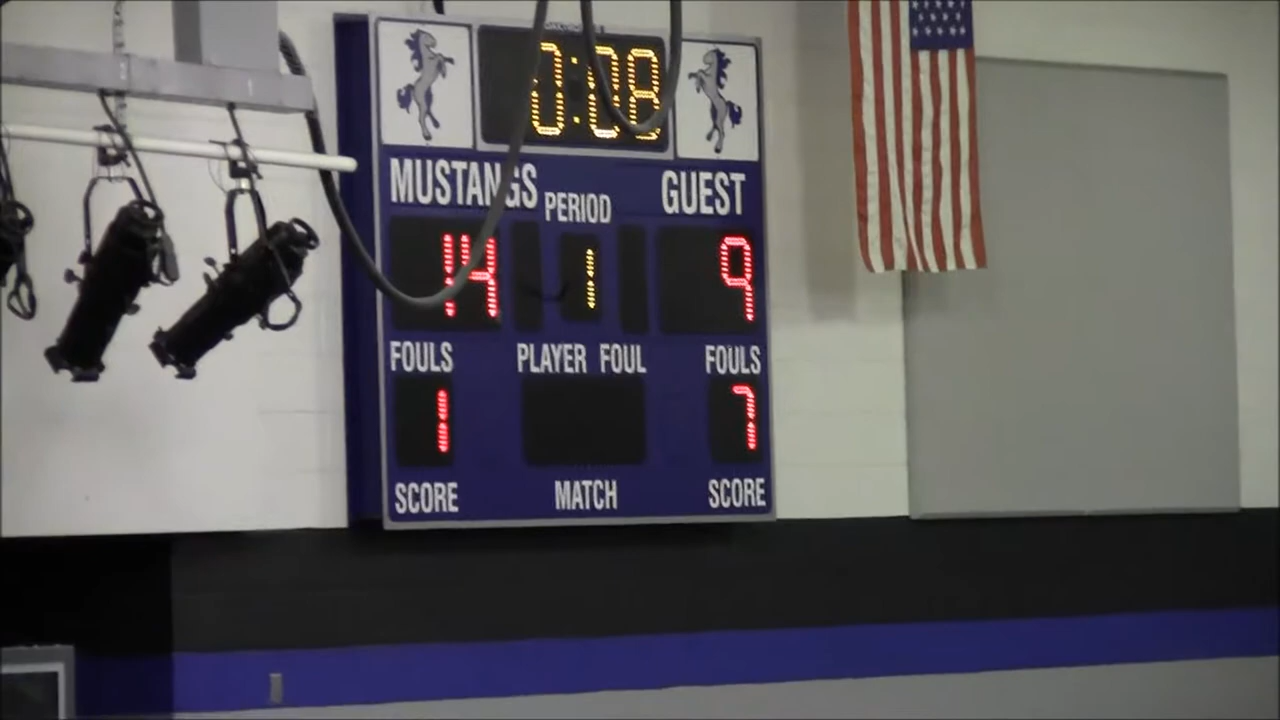 0:08
MUSTANGS PERIOD GUEST
14 1 9
FOULS PLAYER FOUL FOULS
1 7
SCORE MATCH SCORE